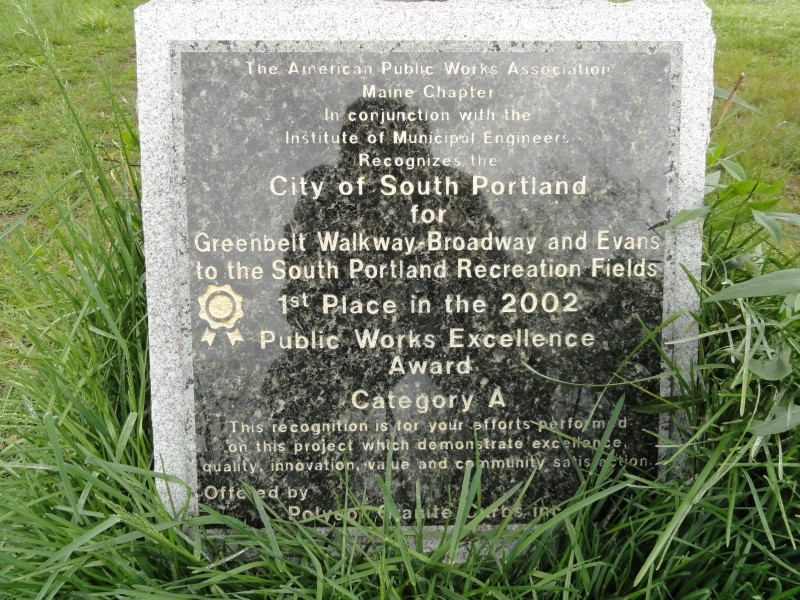 The American Public Works Association
Maine Chapter
In conjunction with the
Institute of Municipal Engineers
Recognizes the
City of South Portland
for
Greenbelt Walkway Broadway and Evans
to the South Portland Recreation Fields
1st Place in the 2002
Public Works Excellence
Award
Category A
This recognition is for your efforts performed
on this project which demonstrate excellence,
quality, innovation, value and community satisfaction.
Offered by
Granite Curbs inc